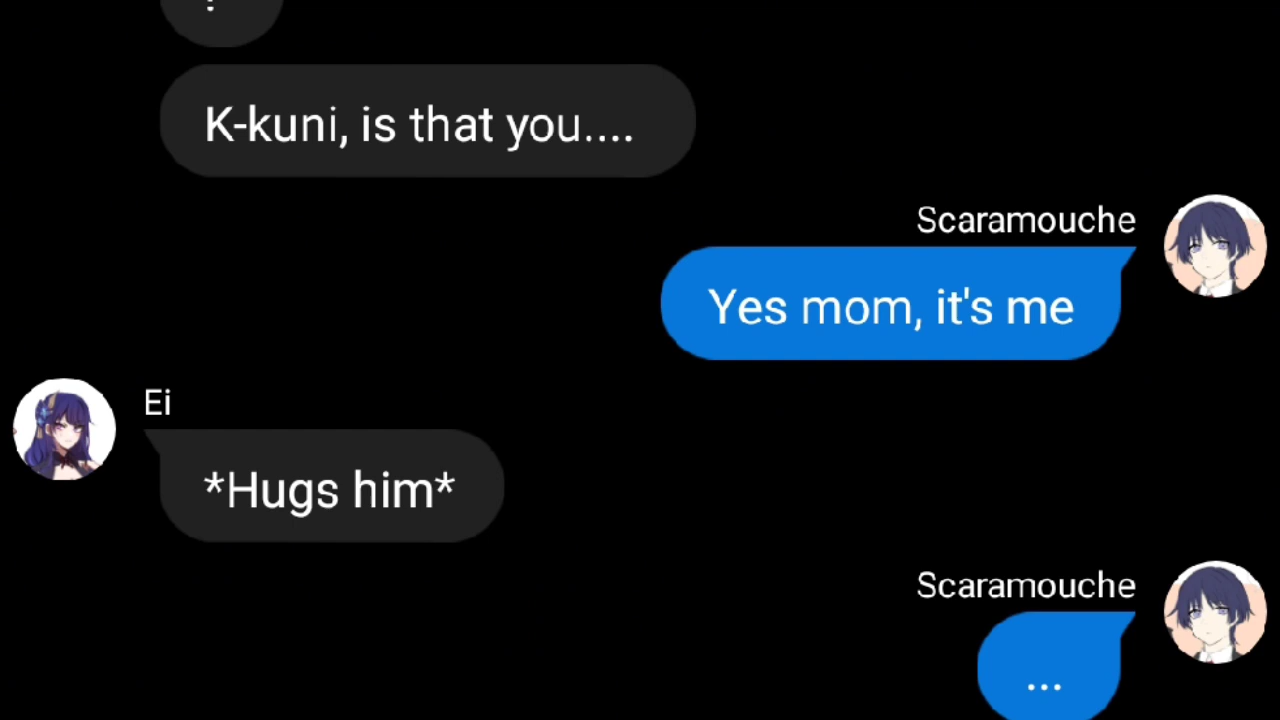 K-kuni, is that you....
Scaramouche
Yes mom, it's me
Ei
*Hugs him*
Scaramouche
...